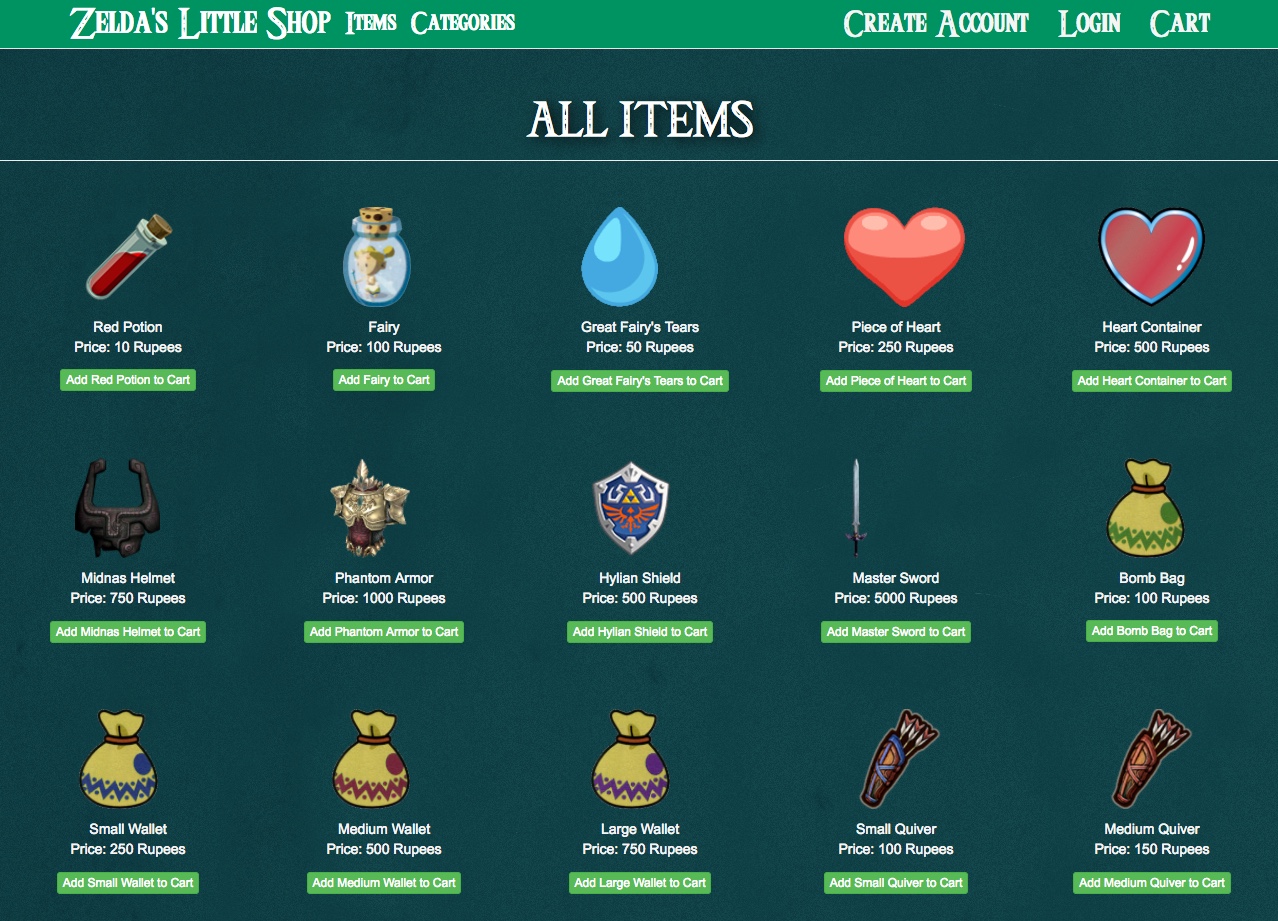 Zelda's Little Shop Items Categories Create Account Login Cart
ALL ITEMS
Red Potion
Price: 10 Rupees
Add Red Potion to Cart
Fairy
Price: 100 Rupees
Add Fairy to Cart
Great Fairy's Tears
Price: 50 Rupees
Add Great Fairy's Tears to Cart
Piece of Heart
Price: 250 Rupees
Add Piece of Heart to Cart
Heart Container
Price: 500 Rupees
Add Heart Container to Cart
Midnas Helmet
Price: 750 Rupees
Add Midnas Helmet to Cart
Phantom Armor
Price: 1000 Rupees
Add Phantom Armor to Cart
Hylian Shield
Price: 500 Rupees
Add Hylian Shield to Cart
Master Sword
Price: 5000 Rupees
Add Master Sword to Cart
Bomb Bag
Price: 100 Rupees
Add Bomb Bag to Cart
Small Wallet
Price: 250 Rupees
Add Small Wallet to Cart
Medium Wallet
Price: 500 Rupees
Add Medium Wallet to Cart
Large Wallet
Price: 750 Rupees
Add Large Wallet to Cart
Small Quiver
Price: 100 Rupees
Add Small Quiver to Cart
Medium Quiver
Price: 150 Rupees
Add Medium Quiver to Cart